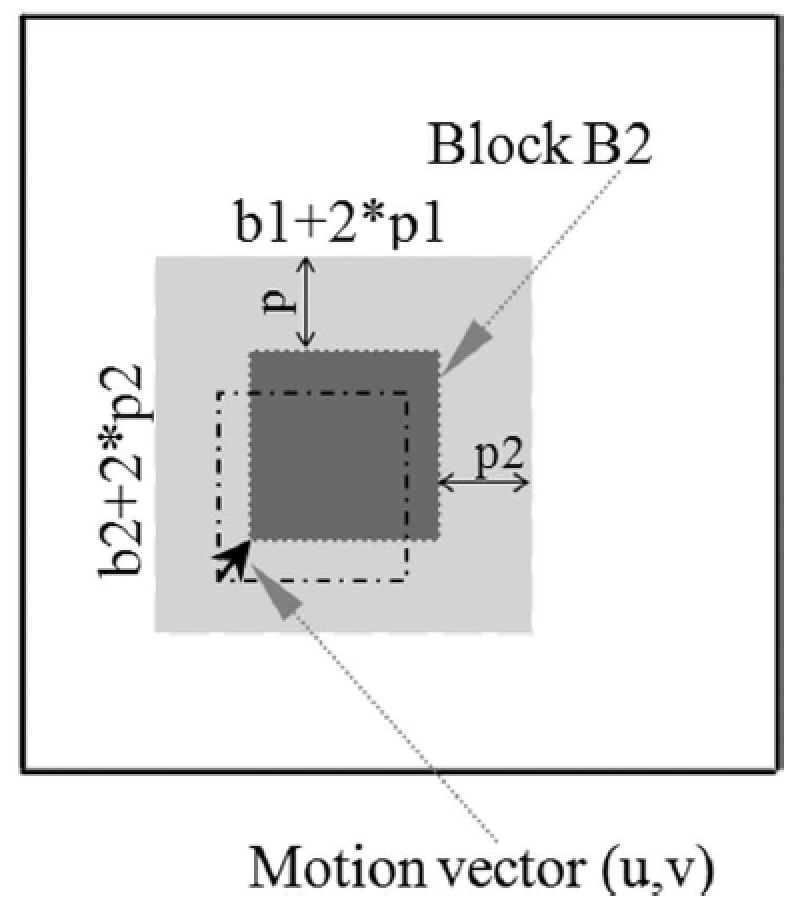 Block B2
b1+2*p1
p
b2+2*p2
p2
Motion vector (u,v)